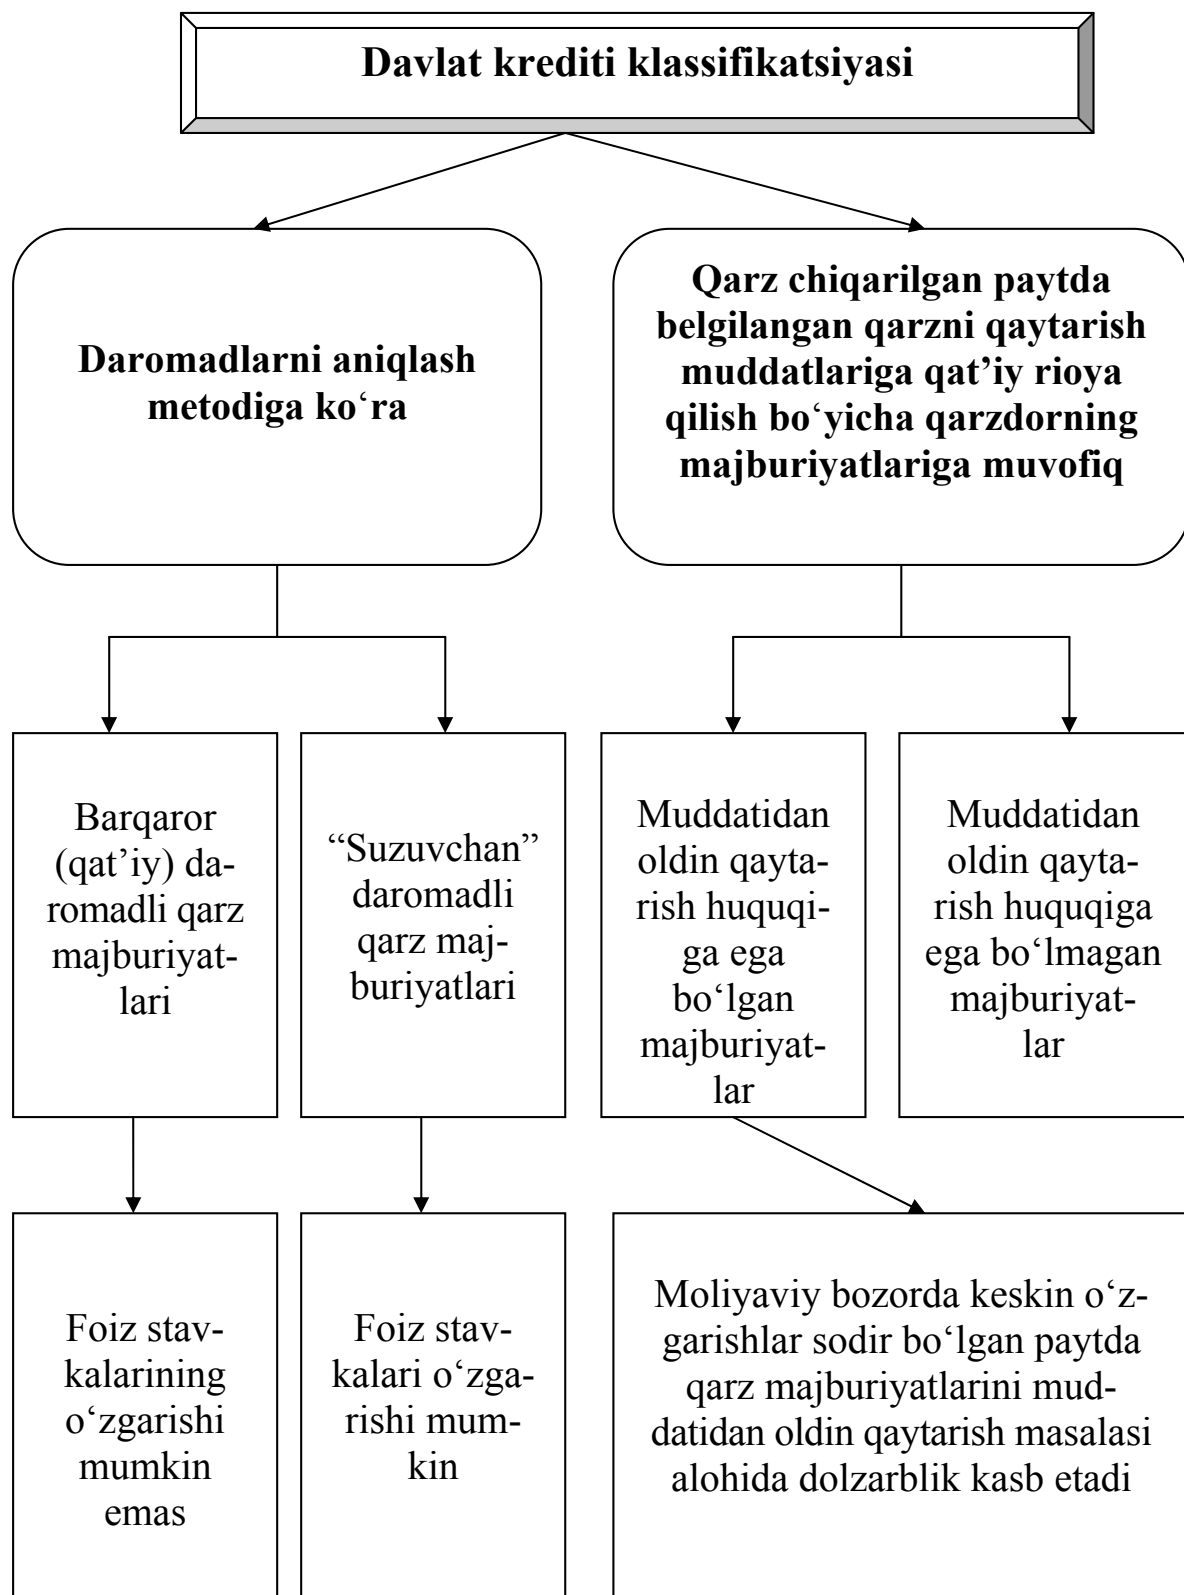 Davlat krediti klassifikatsiyasi
Daromadlarni aniqlash
metodiga ko‘ra
Qarz chiqarilgan paytda
belgilangan qarzni qaytarish
muddatlariga qat’iy rioya
qilish bo‘yicha qarzdorning
majburiyatlariga muvofiq
Barqaror
(qat’iy) da-
romadli qarz
majburiyat-
lari
“Suzuvchan”
daromadli
qarz maj-
buriyatlari
Muddatidan
oldin qayta-
rish huquqi-
ga ega
bo‘lgan
majburiyat-
lar
Muddatidan
oldin qayta-
rish huquqiga
ega bo‘lmagan
majburiyat-
lar
Foiz stav-
kalarining
o‘zgarishi
mumkin
emas
Foiz stav-
kalari o‘zga-
rishi mum-
kin
Moliyaviy bozorda keskin o‘z-
garishlar sodir bo‘lgan paytda
qarz majburiyatlarini mud-
datidan oldin qaytarish masalasi
alohida dolzarblik kasb etadi